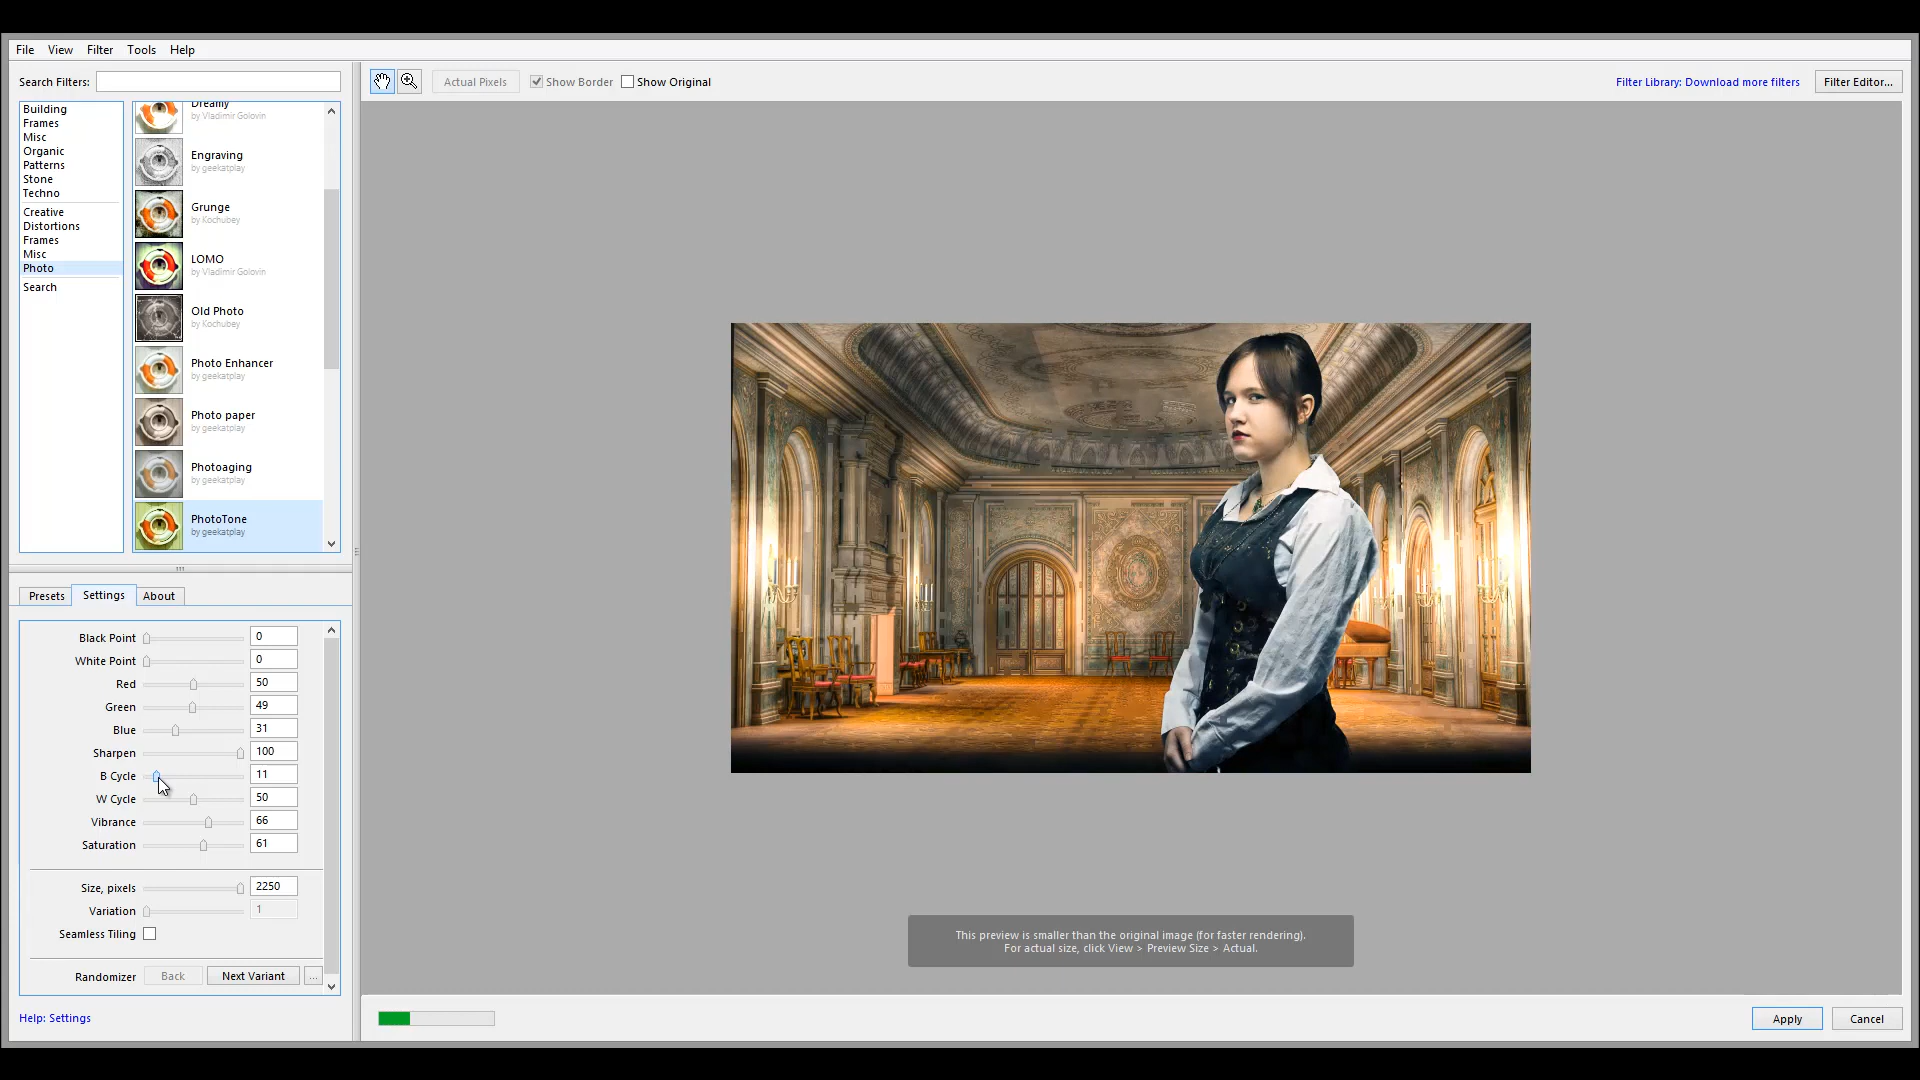 File View Filter Tools Help
Search Filters:
Actual Pixels Show Border Show Original
Filter Library: Download more filters Filter Editor...
Building
Frames
Misc
Organic
Patterns
Stone
Techno
Creative
Distortions
Frames
Misc
Photo
Search
Dreamy
by Vladimir Golovin
Engraving
by geekatplay
Grunge
by Kochubey
LOMO
by Vladimir Golovin
Old Photo
by Kochubey
Photo Enhancer
by geekatplay
Photo paper
by geekatplay
Photoaging
by geekatplay
PhotoTone
by geekatplay
Presets Settings About
Black Point 0
White Point 0
Red 50
Green 49
Blue 31
Sharpen 100
B Cycle 11
W Cycle 50
Vibrance 66
Saturation 61
Size, pixels 2250
Variation 1
Seamless Tiling
Randomizer Back Next Variant ...
Help: Settings
This preview is smaller than the original image (for faster rendering).
For actual size, click View > Preview Size > Actual.
Apply Cancel